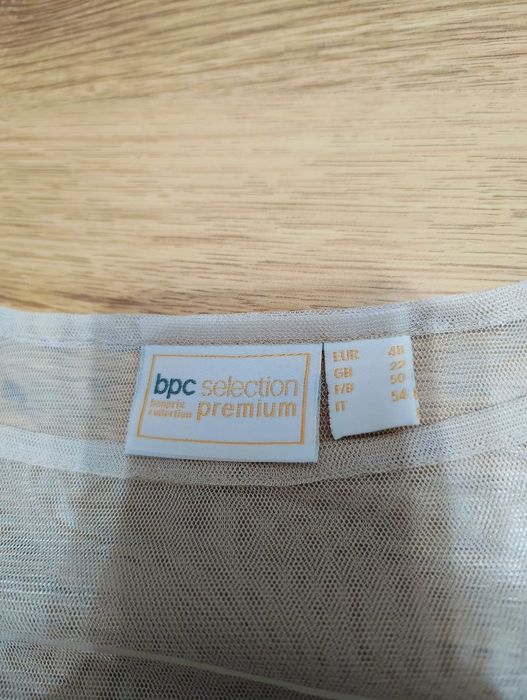 bpc selection
bonprix
collection premium
EUR 48
GB 22
F/B 50
IT 54